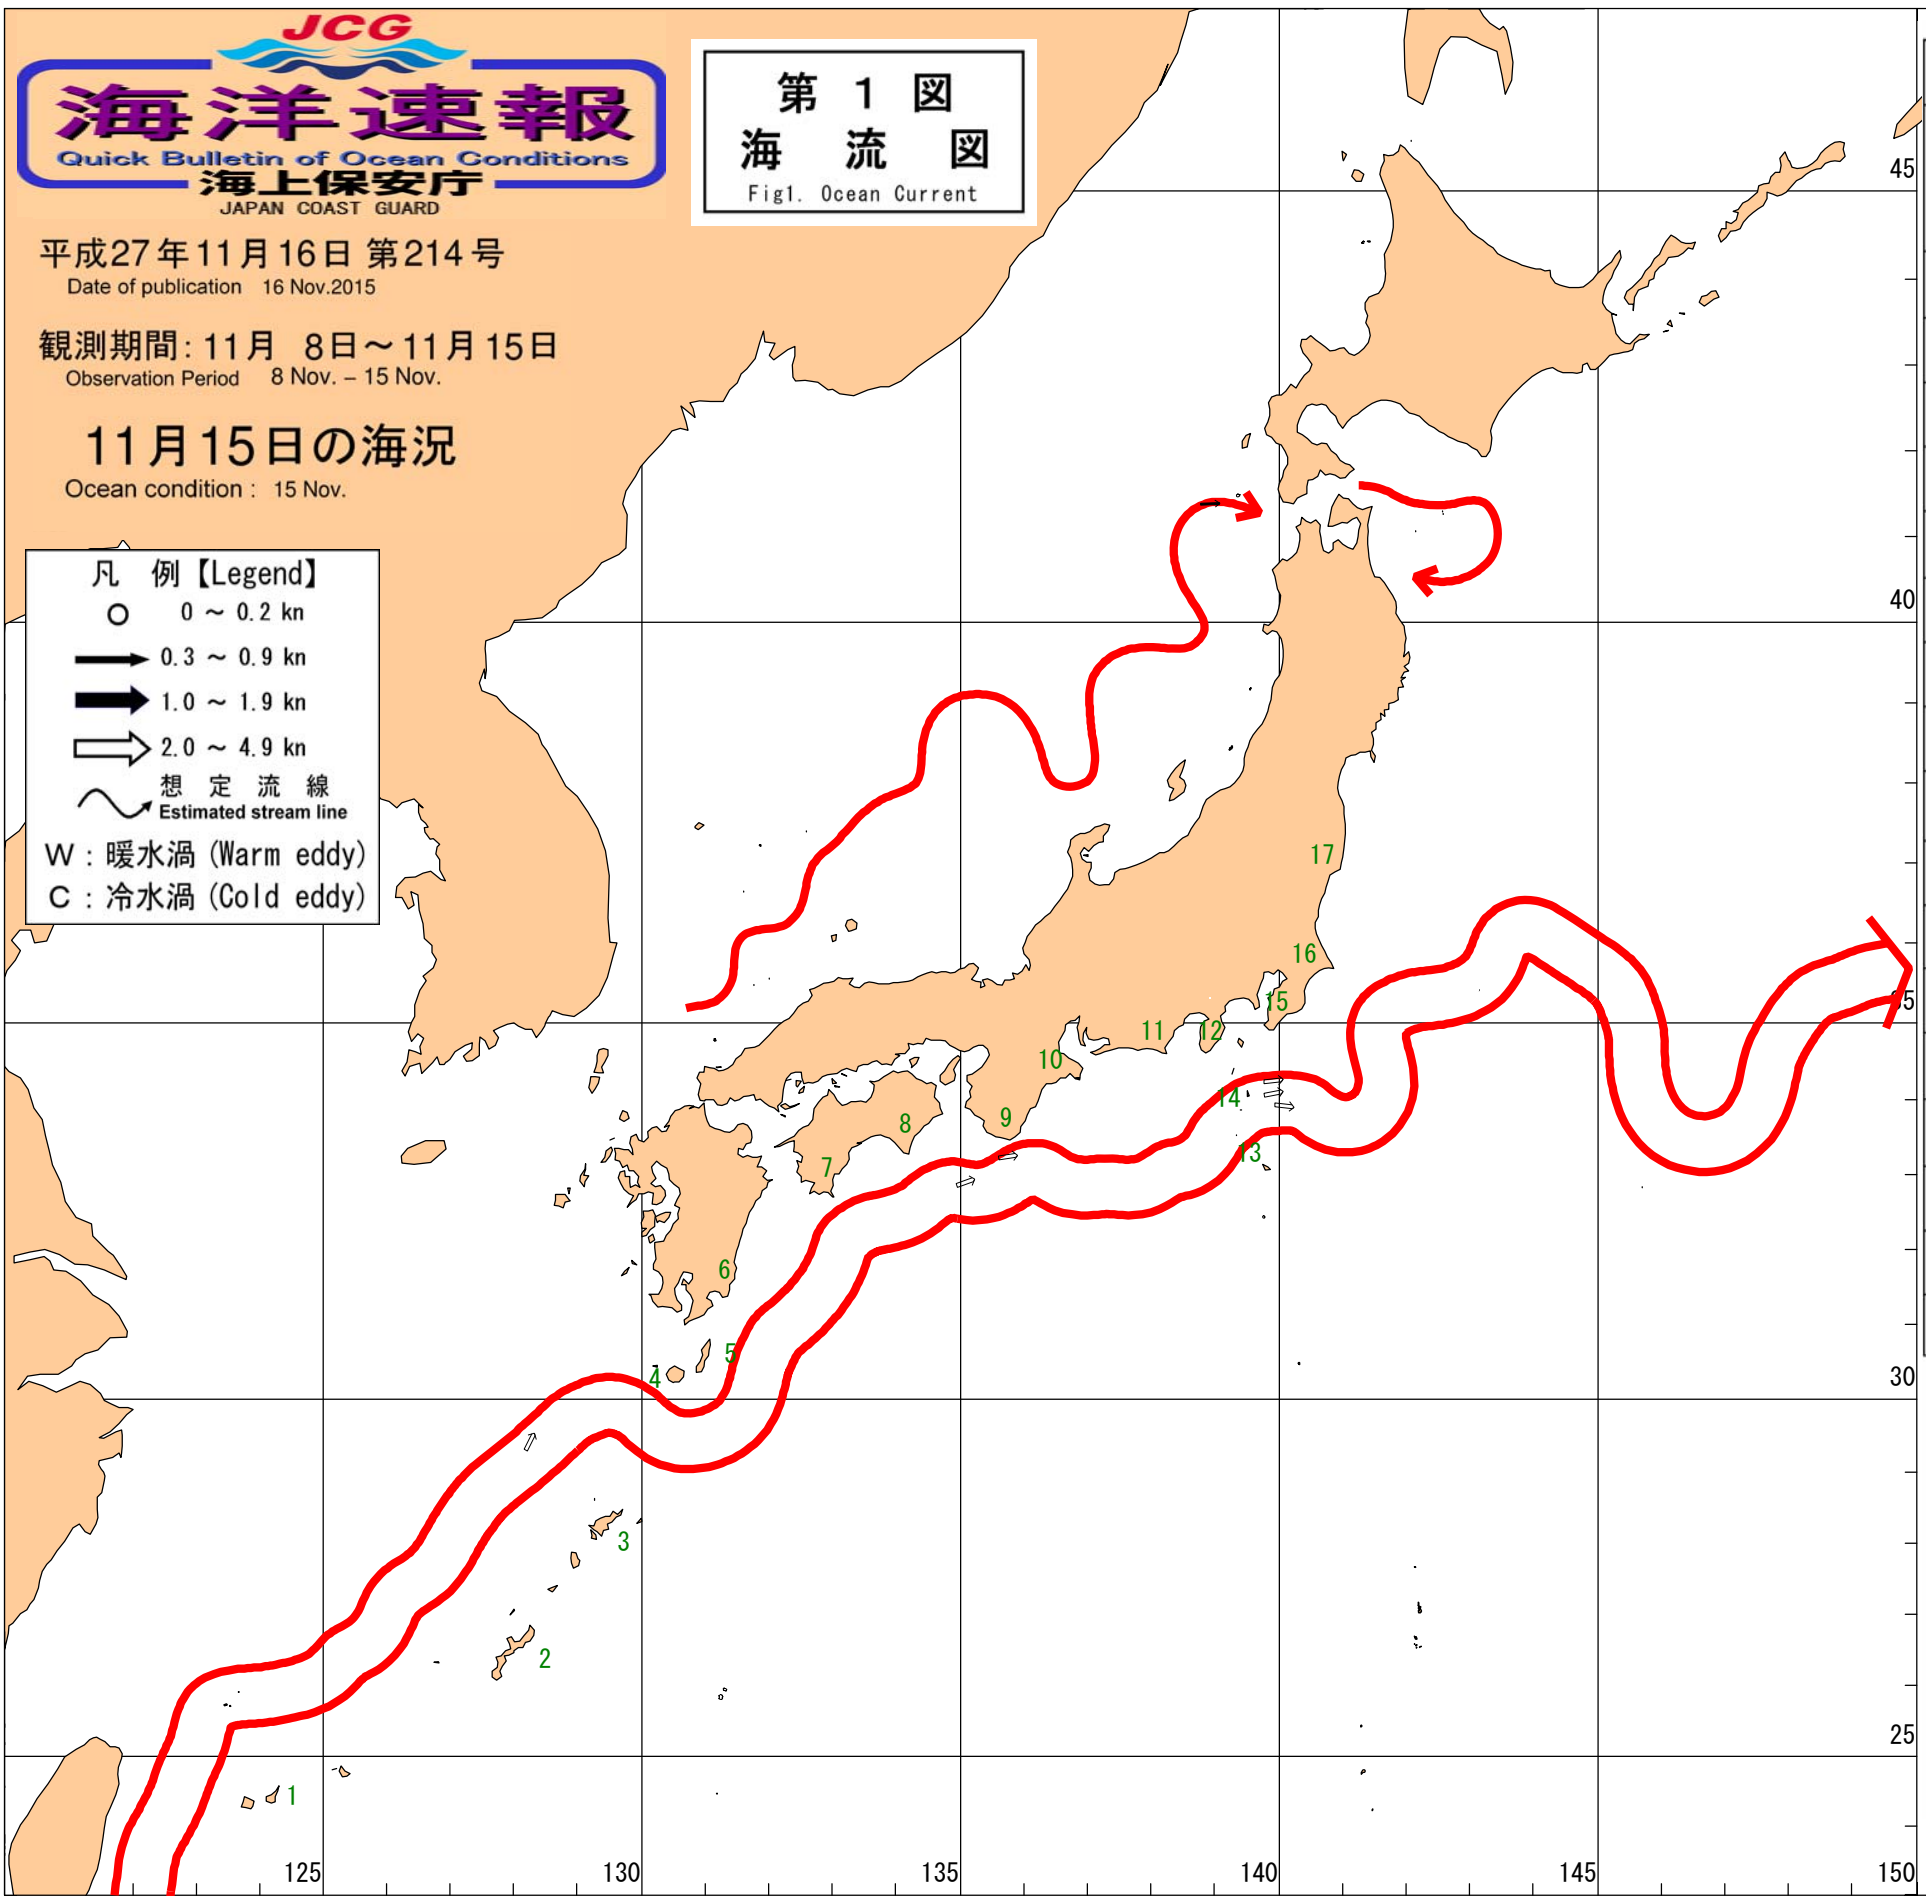 JCG
海洋速報
Quick Bulletin of Ocean Conditions
海上保安庁
JAPAN COAST GUARD
第 1 図
海 流 図
Fig1. Ocean Current
平成27年11月16日 第214号
Date of publication 16 Nov.2015
観測期間: 11月 8日～11月15日
Observation Period 8 Nov. – 15 Nov.
11月15日の海況
Ocean condition : 15 Nov.
凡 例【Legend】
0 ～ 0.2 kn
0.3 ～ 0.9 kn
1.0 ～ 1.9 kn
2.0 ～ 4.9 kn
想 定 流 線
Estimated stream line
W : 暖水渦 (Warm eddy)
C : 冷水渦 (Cold eddy)
45
40
35
30
25
17
16
15
12
11
10
14
13
9
8
7
6
5
4
3
2
1
125
130
135
140
145
150